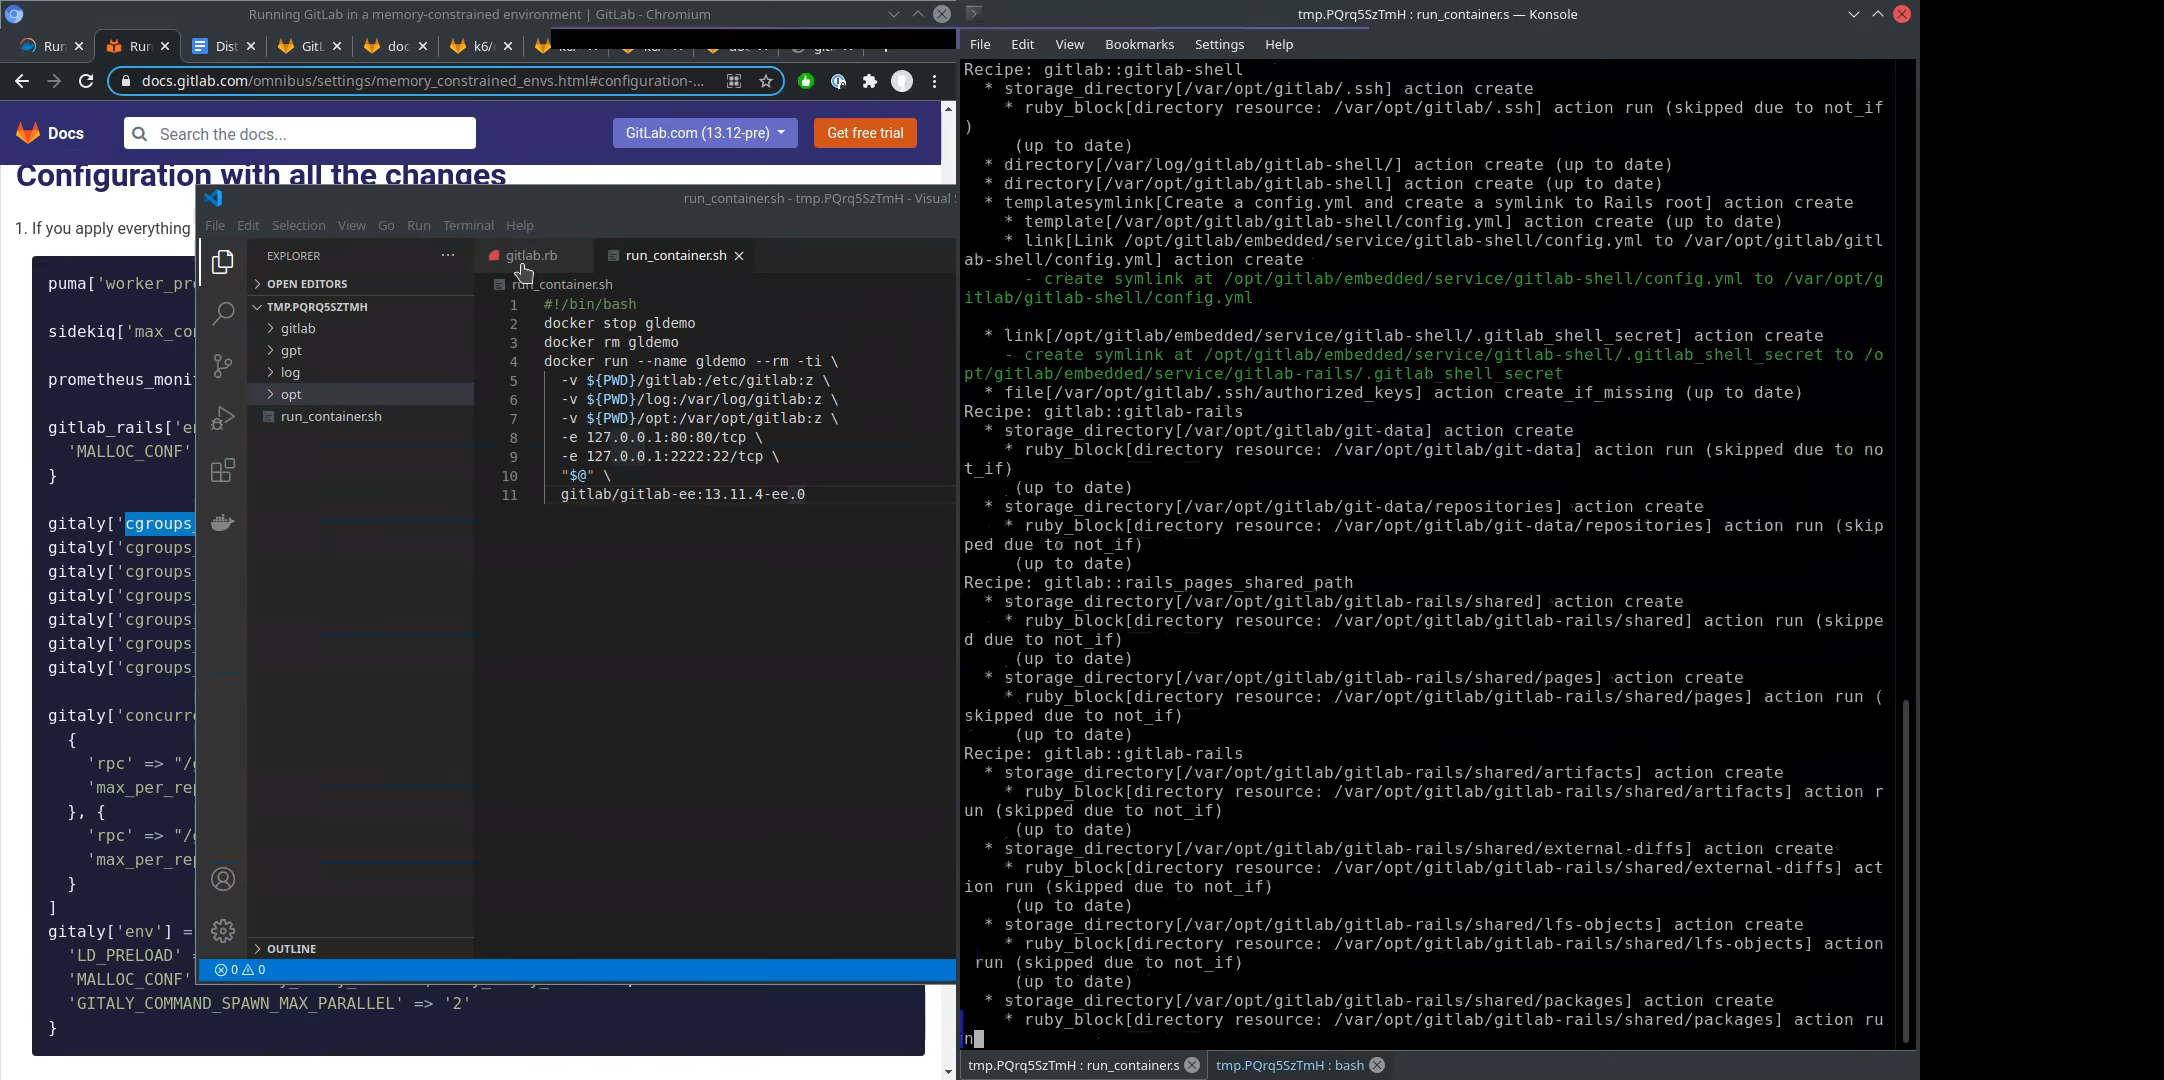 Running GitLab in a memory-constrained environment | GitLab - Chromium
Run
Run
Dist
GitL
doc
k6/
docs.gitlab.com/omnibus/settings/memory_constrained_envs.html#configuration-...
Docs
Search the docs...
GitLab.com (13.12-pre)
Get free trial
Configuration with all the changes
1. If you apply everything
puma['worker_pro
sidekiq['max_con
prometheus_monit
gitlab_rails['en
'MALLOC_CONF'
}
gitaly['cgroups_
gitaly['cgroups_
gitaly['cgroups_
gitaly['cgroups_
gitaly['cgroups_
gitaly['cgroups_
gitaly['cgroups_
gitaly['concurre
{
'rpc' => "/g
'max_per_rep
}, {
'rpc' => "/g
'max_per_rep
}
]
gitaly['env'] =
'LD_PRELOAD' =
'MALLOC_CONF'
'GITALY_COMMAND_SPAWN_MAX_PARALLEL' => '2'
}
run_container.sh - tmp.PQrq5SzTmH - Visual S
File Edit Selection View Go Run Terminal Help
EXPLORER
OPEN EDITORS
TMP.PQRQ5SZTMH
gitlab
gpt
log
opt
run_container.sh
OUTLINE
0 0
gitlab.rb
run_container.sh
run_container.sh
1 #!/bin/bash
2 docker stop gldemo
3 docker rm gldemo
4 docker run --name gldemo --rm -ti \
5 -v ${PWD}/gitlab:/etc/gitlab:z \
6 -v ${PWD}/log:/var/log/gitlab:z \
7 -v ${PWD}/opt:/var/opt/gitlab:z \
8 -e 127.0.0.1:80:80/tcp \
9 -e 127.0.0.1:2222:22/tcp \
10 "$@" \
11 gitlab/gitlab-ee:13.11.4-ee.0
tmp.PQrq5SzTmH : run_container.s — Konsole
File Edit View Bookmarks Settings Help
Recipe: gitlab::gitlab-shell
* storage_directory[/var/opt/gitlab/.ssh] action create
* ruby_block[directory resource: /var/opt/gitlab/.ssh] action run (skipped due to not_if
)
(up to date)
* directory[/var/log/gitlab/gitlab-shell/] action create (up to date)
* directory[/var/opt/gitlab/gitlab-shell] action create (up to date)
* templatesymlink[Create a config.yml and create a symlink to Rails root] action create
* template[/var/opt/gitlab/gitlab-shell/config.yml] action create (up to date)
* link[Link /opt/gitlab/embedded/service/gitlab-shell/config.yml to /var/opt/gitlab/gitl
ab-shell/config.yml] action create
- create symlink at /opt/gitlab/embedded/service/gitlab-shell/config.yml to /var/opt/g
itlab/gitlab-shell/config.yml
* link[/opt/gitlab/embedded/service/gitlab-shell/.gitlab_shell_secret] action create
- create symlink at /opt/gitlab/embedded/service/gitlab-shell/.gitlab_shell_secret to /o
pt/gitlab/embedded/service/gitlab-rails/.gitlab_shell_secret
* file[/var/opt/gitlab/.ssh/authorized_keys] action create_if_missing (up to date)
Recipe: gitlab::gitlab-rails
* storage_directory[/var/opt/gitlab/git-data] action create
* ruby_block[directory resource: /var/opt/gitlab/git-data] action run (skipped due to no
t_if)
(up to date)
* storage_directory[/var/opt/gitlab/git-data/repositories] action create
* ruby_block[directory resource: /var/opt/gitlab/git-data/repositories] action run (skip
ped due to not_if)
(up to date)
Recipe: gitlab::rails_pages_shared_path
* storage_directory[/var/opt/gitlab/gitlab-rails/shared] action create
* ruby_block[directory resource: /var/opt/gitlab/gitlab-rails/shared] action run (skippe
d due to not_if)
(up to date)
* storage_directory[/var/opt/gitlab/gitlab-rails/shared/pages] action create
* ruby_block[directory resource: /var/opt/gitlab/gitlab-rails/shared/pages] action run (
skipped due to not_if)
(up to date)
Recipe: gitlab::gitlab-rails
* storage_directory[/var/opt/gitlab/gitlab-rails/shared/artifacts] action create
* ruby_block[directory resource: /var/opt/gitlab/gitlab-rails/shared/artifacts] action r
un (skipped due to not_if)
(up to date)
* storage_directory[/var/opt/gitlab/gitlab-rails/shared/external-diffs] action create
* ruby_block[directory resource: /var/opt/gitlab/gitlab-rails/shared/external-diffs] act
ion run (skipped due to not_if)
(up to date)
* storage_directory[/var/opt/gitlab/gitlab-rails/shared/lfs-objects] action create
* ruby_block[directory resource: /var/opt/gitlab/gitlab-rails/shared/lfs-objects] action
run (skipped due to not_if)
(up to date)
* storage_directory[/var/opt/gitlab/gitlab-rails/shared/packages] action create
* ruby_block[directory resource: /var/opt/gitlab/gitlab-rails/shared/packages] action ru
n
tmp.PQrq5SzTmH : run_container.s
tmp.PQrq5SzTmH : bash